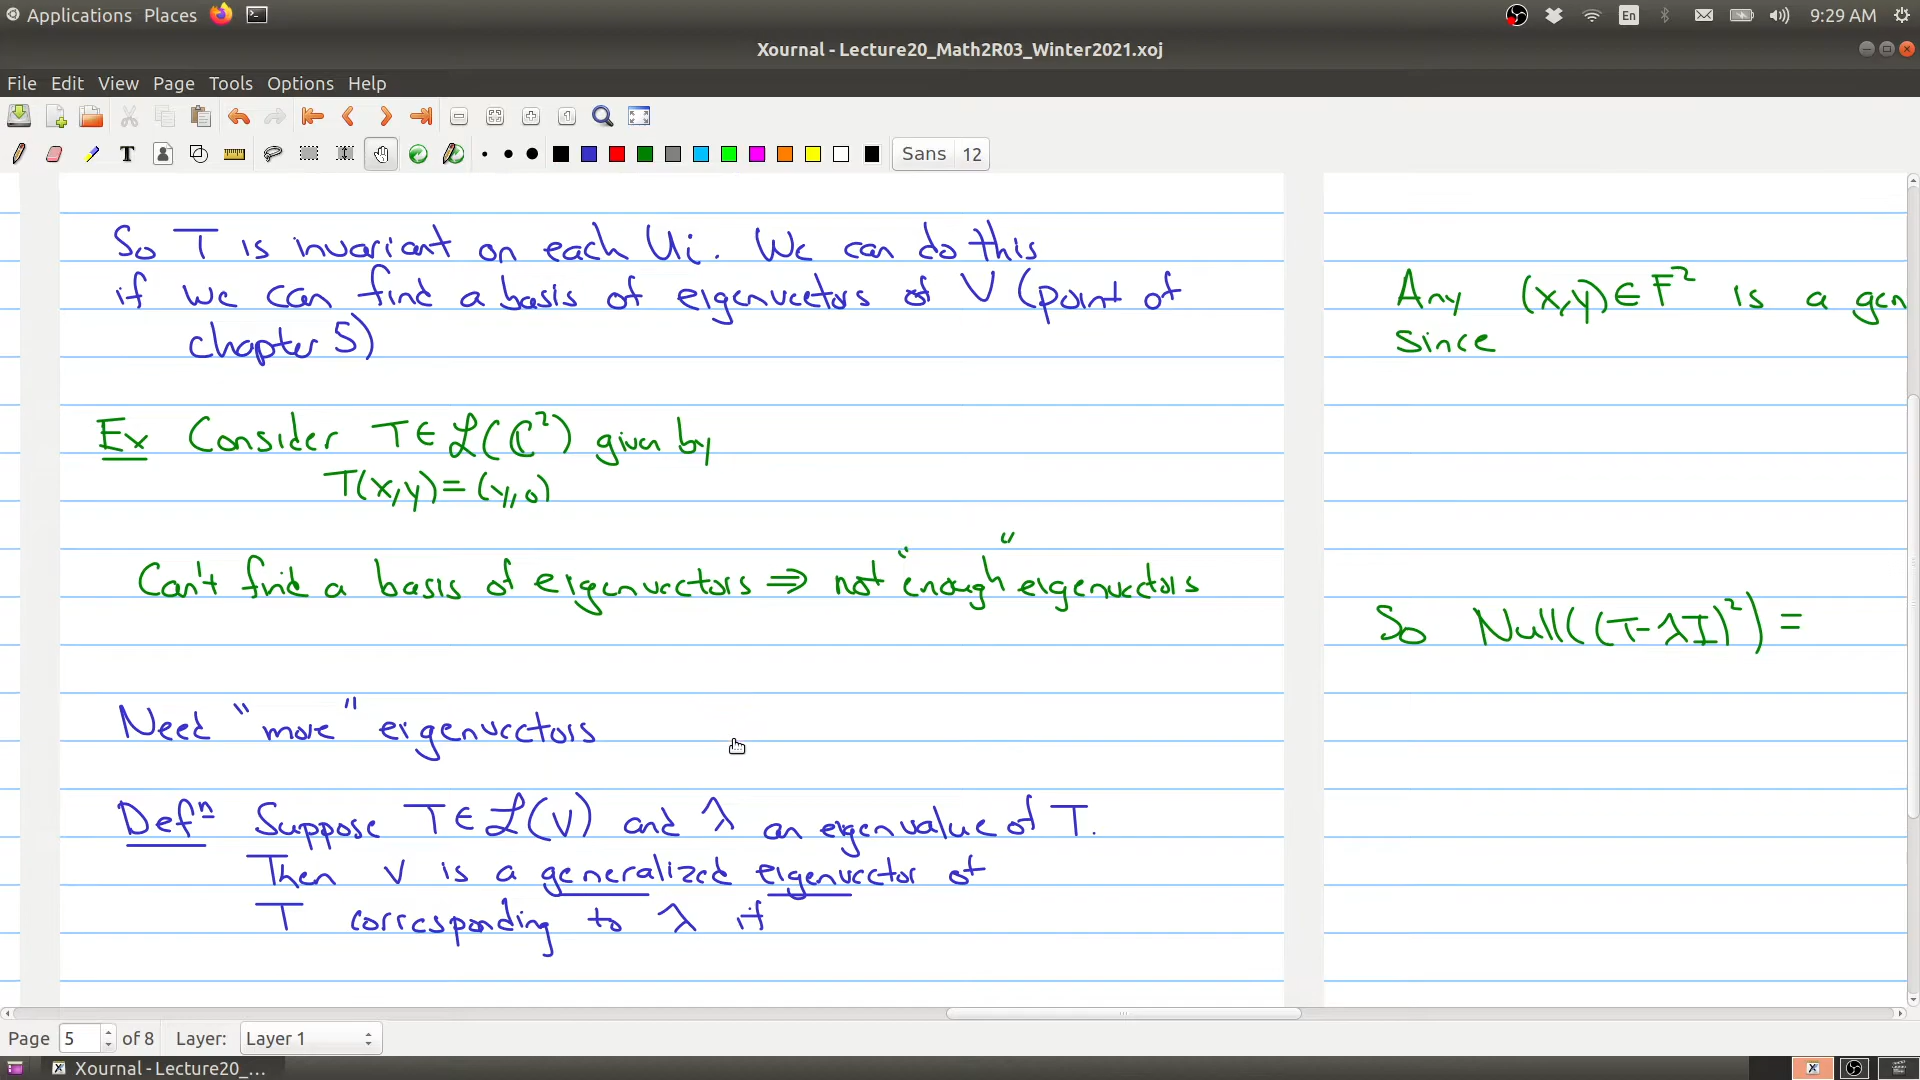 Applications Places En 9:29 AM
Xournal - Lecture20_Math2R03_Winter2021.xoj
File Edit View Page Tools Options Help
Sans 12
So T is invariant on each Ui. We can do this
if we can find a basis of eigenvectors of V (point of
chapter 5)
Ex Consider T∈ℒ(ℂ²) given by
T(x,y)=(y,0)
Can't find a basis of eigenvectors ⇒ not "enough" eigenvectors
Need "more" eigenvectors
Defⁿ Suppose T∈ℒ(V) and λ an eigenvalue of T.
Then v is a generalized eigenvector of
T corresponding to λ if
Any (x,y)∈F² is a gen
since
So Null((T-λI)²) =
Page 5 of 8 Layer: Layer 1
Xournal - Lecture20_...